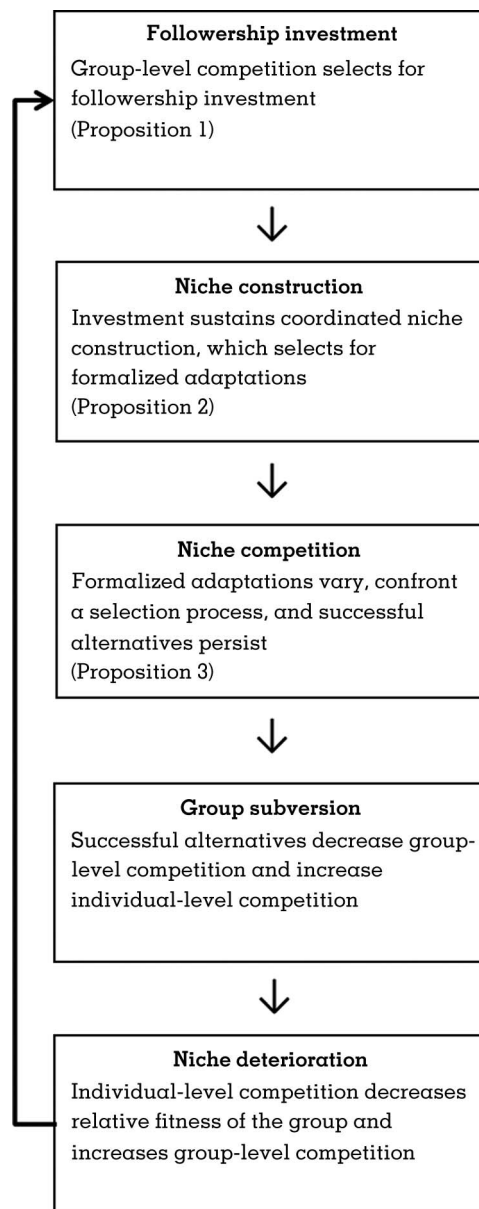 Followership investment
Group-level competition selects for
followership investment
(Proposition 1)
Niche construction
Investment sustains coordinated niche
construction, which selects for
formalized adaptations
(Proposition 2)
Niche competition
Formalized adaptations vary, confront
a selection process, and successful
alternatives persist
(Proposition 3)
Group subversion
Successful alternatives decrease group-
level competition and increase
individual-level competition
Niche deterioration
Individual-level competition decreases
relative fitness of the group and
increases group-level competition